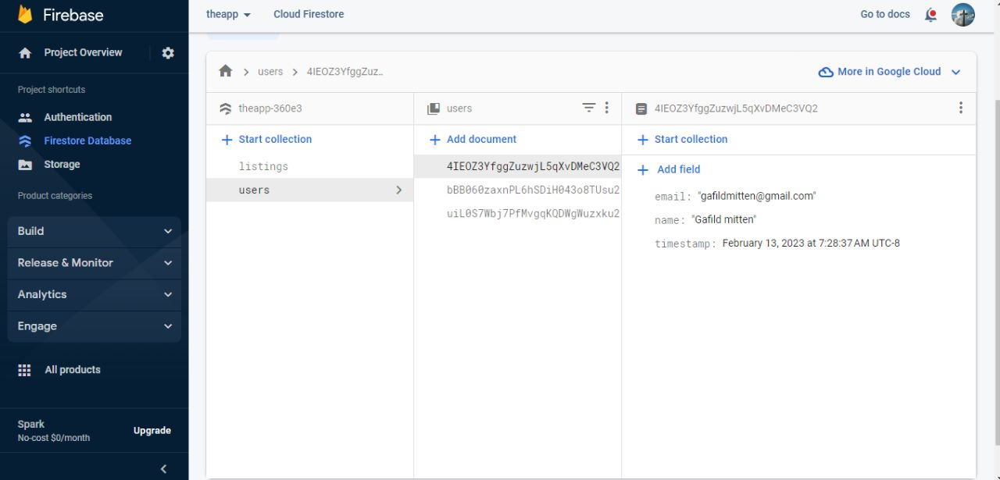 Firebase
Project Overview
Project shortcuts
Authentication
Firestore Database
Storage
Product categories
Build
Release & Monitor
Analytics
Engage
All products
Spark
No-cost $0/month
Upgrade
theapp
Cloud Firestore
Go to docs
users
4IEOZ3YfggZuz..
More in Google Cloud
theapp-360e3
Start collection
listings
users
users
Add document
4IEOZ3YfggZuzwjL5qXvDMeC3VQ2
bBB060zaxnPL6hSDiH043o8TUsu2
uiL0S7Wbj7PfMvgqKQDWgWuzxku2
4IEOZ3YfggZuzwjL5qXvDMeC3VQ2
Start collection
Add field
email: "gafildmitten@gmail.com"
name: "Gafild mitten"
timestamp: February 13, 2023 at 7:28:37 AM UTC-8